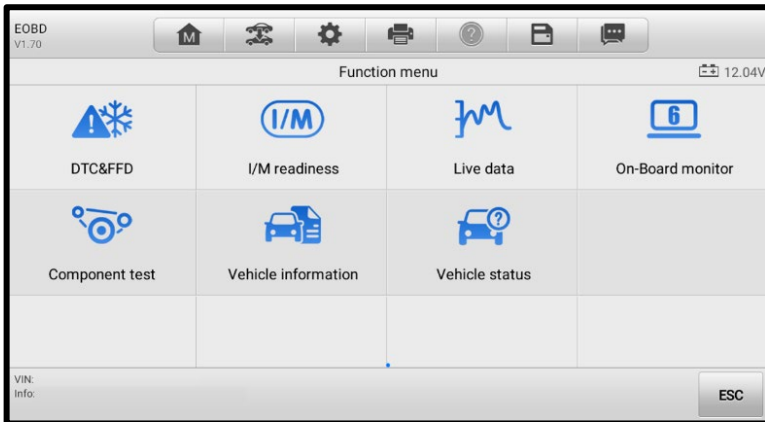 EOBD
V1.70
M
?
Function menu
12.04V
I/M
6
DTC&FFD
I/M readiness
Live data
On-Board monitor
?
Component test
Vehicle information
Vehicle status
VIN:
Info:
ESC